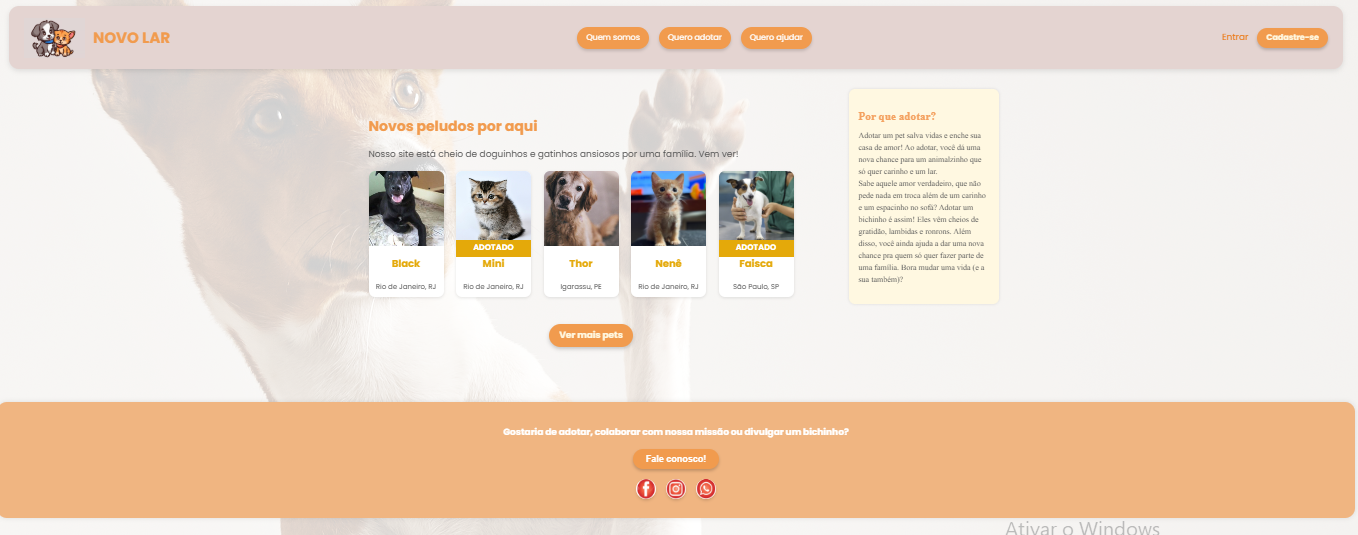 NOVO LAR
Quem somos
Quero adotar
Quero ajudar
Entrar
Cadastre-se
Novos peludos por aqui
Nosso site está cheio de doguinhos e gatinhos ansiosos por uma família. Vem ver!
Black
Rio de Janeiro, RJ
ADOTADO
Mini
Rio de Janeiro, RJ
Thor
Igarassu, PE
Nenê
Rio de Janeiro, RJ
ADOTADO
Faisca
São Paulo, SP
Ver mais pets
Por que adotar?
Adotar um pet salva vidas e enche sua
casa de amor! Ao adotar, você dá uma
nova chance para um animalzinho que
só quer carinho e um lar.
Sabe aquele amor verdadeiro, que não
pede nada em troca além de um carinho
e um espacinho no sofá? Adotar um
bichinho é assim! Eles vêm cheios de
gratidão, lambidas e ronrons. Além
disso, você ainda ajuda a dar uma nova
chance pra quem só quer fazer parte de
uma família. Bora mudar uma vida (e a
sua também)?
Gostaria de adotar, colaborar com nossa missão ou divulgar um bichinho?
Fale conosco!
Ativar o Windows